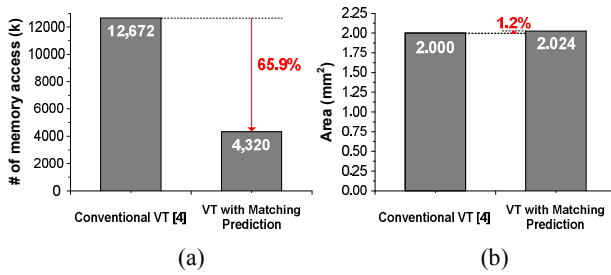 # of memory access (k)
12000
10000
8000
6000
4000
2000
0
12,672
65.9%
4,320
Conventional VT [4]
VT with Matching
Prediction
(a)
Area (mm²)
2.25
2.00
1.75
1.50
1.25
1.00
0.75
0.50
0.25
0.00
1.2%
2.000
2.024
Conventional VT [4]
VT with Matching
Prediction
(b)